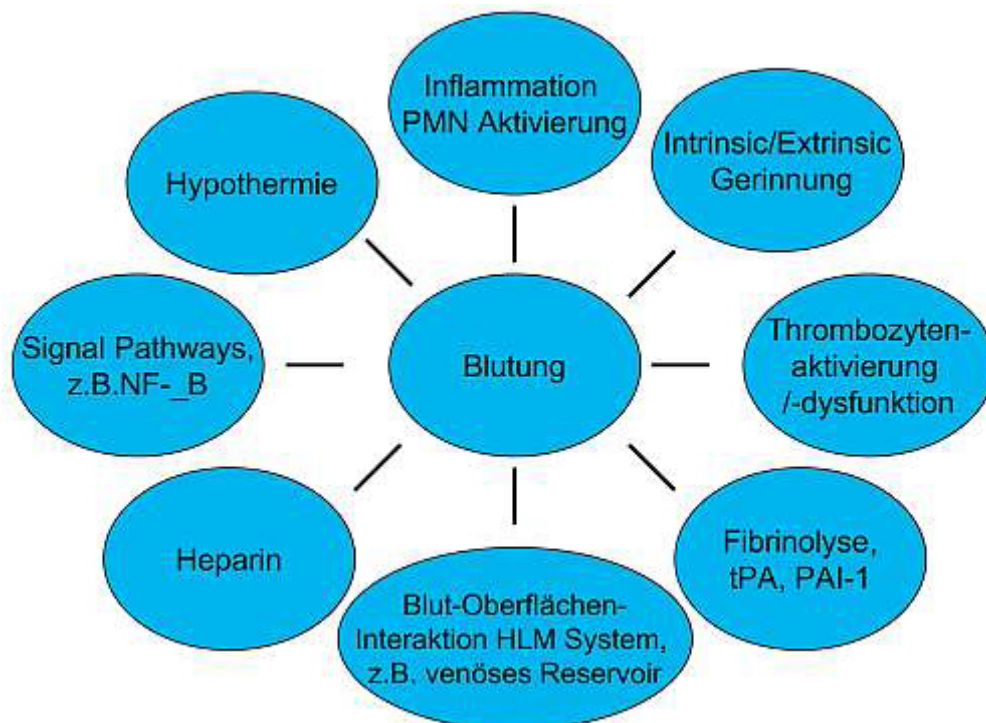 Inflammation
PMN Aktivierung
Intrinsic/Extrinsic
Gerinnung
Hypothermie
Thrombozyten-
aktivierung
/-dysfunktion
Signal Pathways,
z.B.NF-_B
Blutung
Fibrinolyse,
tPA, PAI-1
Heparin
Blut-Oberflächen-
Interaktion HLM System,
z.B. venöses Reservoir